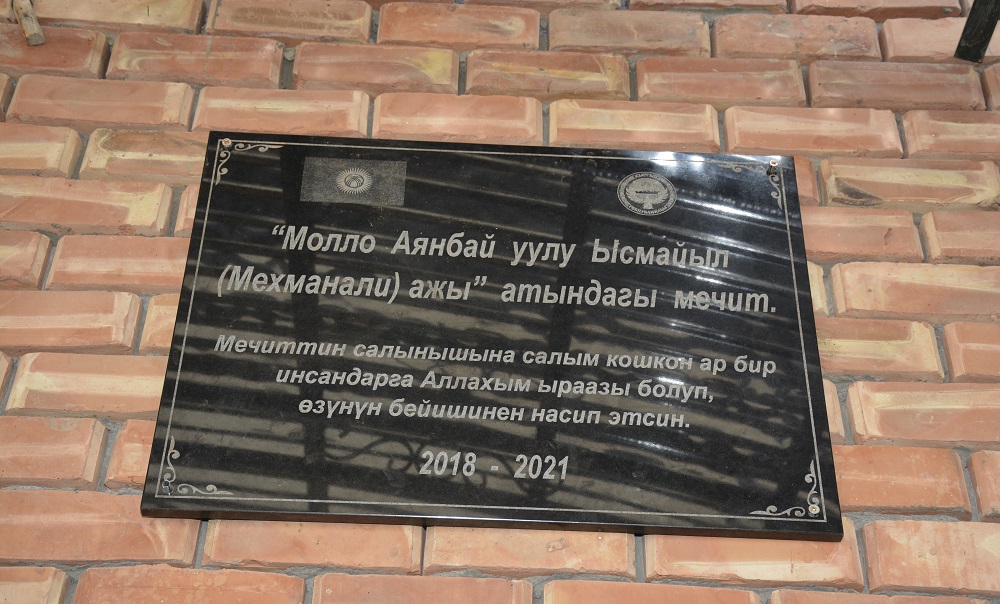 “Молло Аянбай уулу Ысмайыл
(Мехманали) ажы” атындагы мечит.
Мечиттин салынышына салым кошкон ар бир
инсандарга Аллахым ыраазы болуп,
өзүнүн бейишинен насип этсин.
2018 - 2021